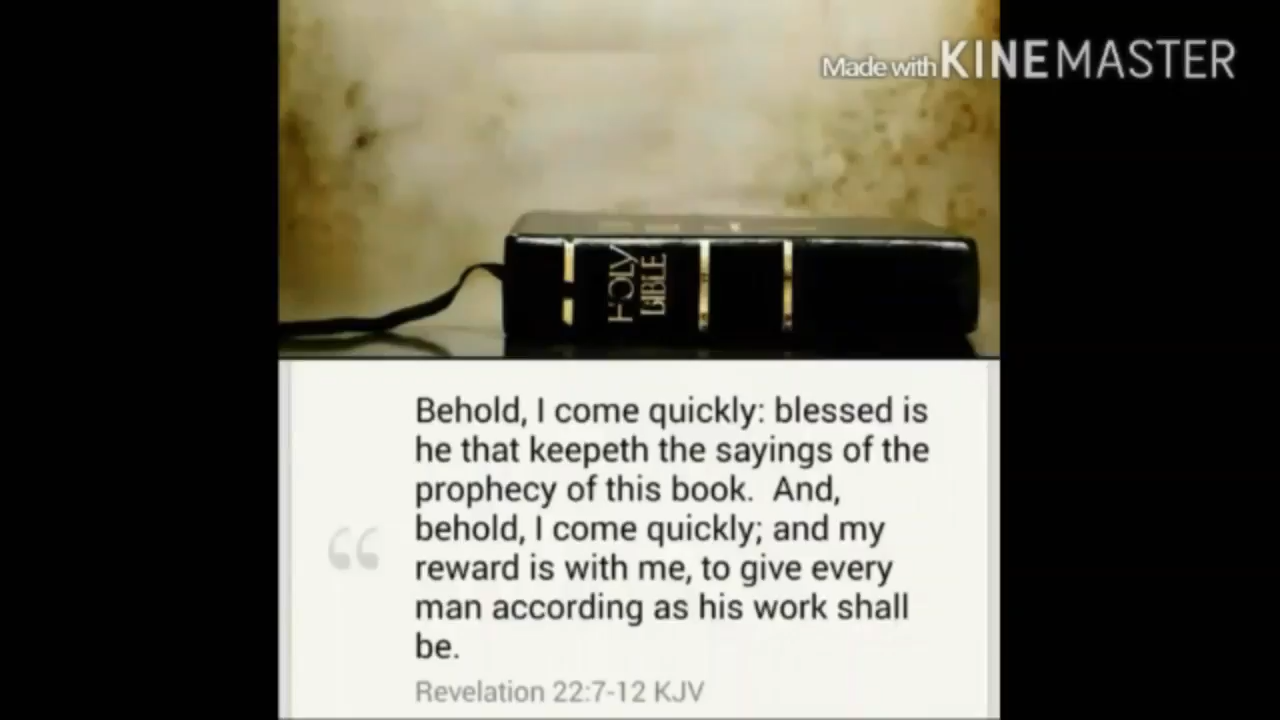 Made with KINEMASTER
HOLY
BIBLE
Behold, I come quickly: blessed is
he that keepeth the sayings of the
prophecy of this book.  And,
behold, I come quickly; and my
reward is with me, to give every
man according as his work shall
be.
Revelation 22:7-12 KJV